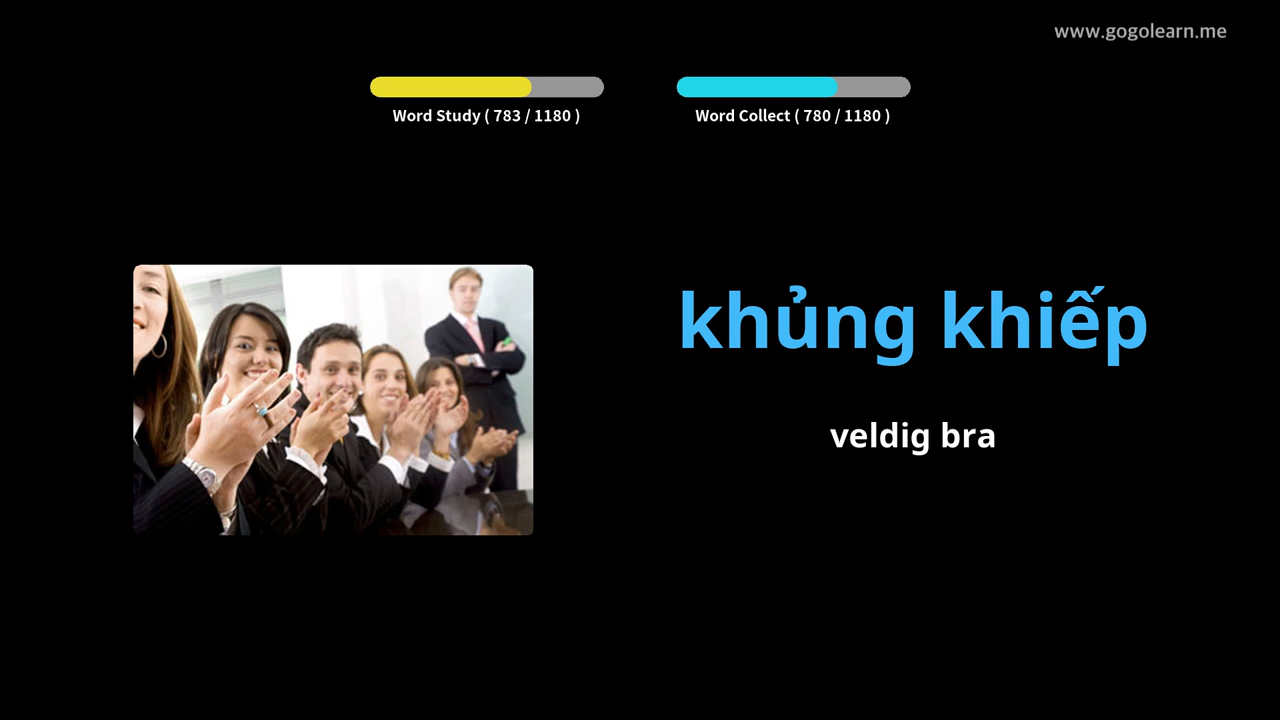 www.gogolearn.me
Word Study ( 783 / 1180 )
Word Collect ( 780 / 1180 )
khủng khiếp
veldig bra